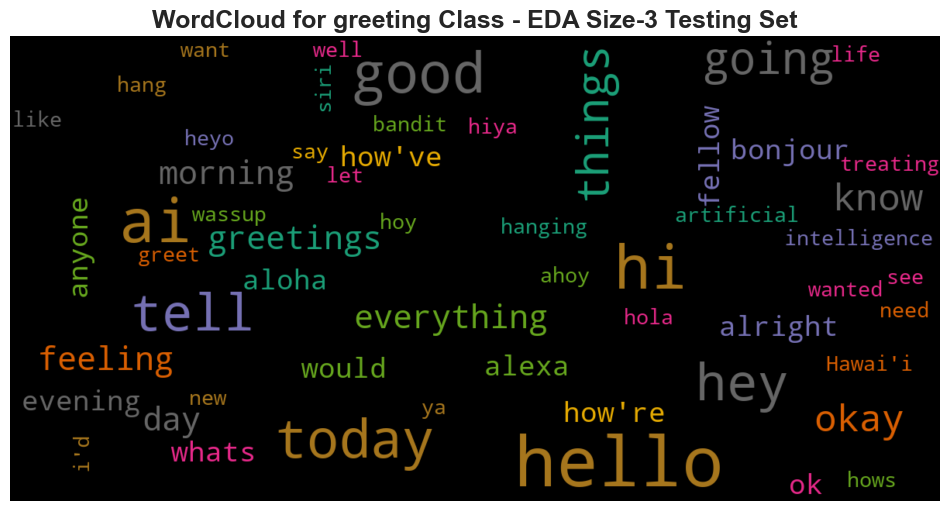 WordCloud for greeting Class - EDA Size-3 Testing Set
want
well
good
going
life
hang
siri
things
like
heyo
bandit
hiya
say
how've
fellow
bonjour
treating
morning
let
know
anyone
ai
wassup
greetings
hoy
hanging
artificial
intelligence
greet
aloha
ahoy
hi
see
wanted
need
tell
everything
hola
alright
feeling
would
alexa
hey
Hawai'i
evening
day
new
ya
how're
okay
i'd
whats
today
hello
ok
hows